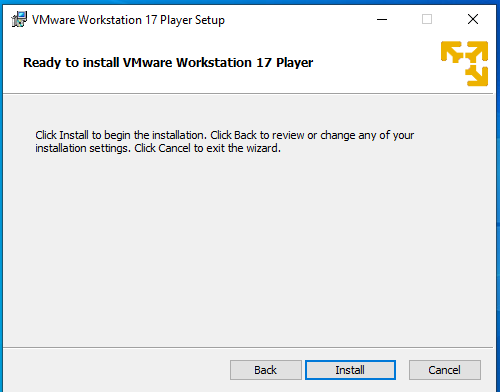 VMware Workstation 17 Player Setup
Ready to install VMware Workstation 17 Player
Click Install to begin the installation. Click Back to review or change any of your
installation settings. Click Cancel to exit the wizard.
Back
Install
Cancel